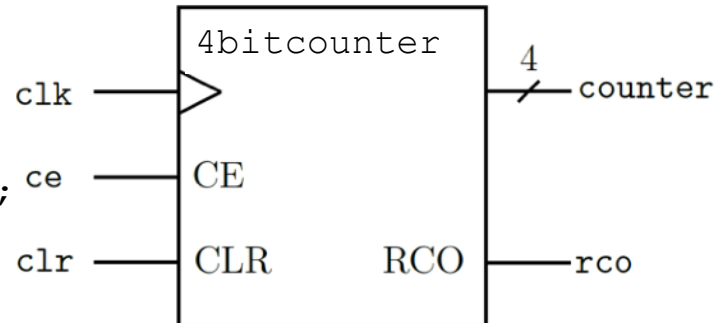 4bitcounter
4
clk counter
; ce CE
clr CLR RCO rco